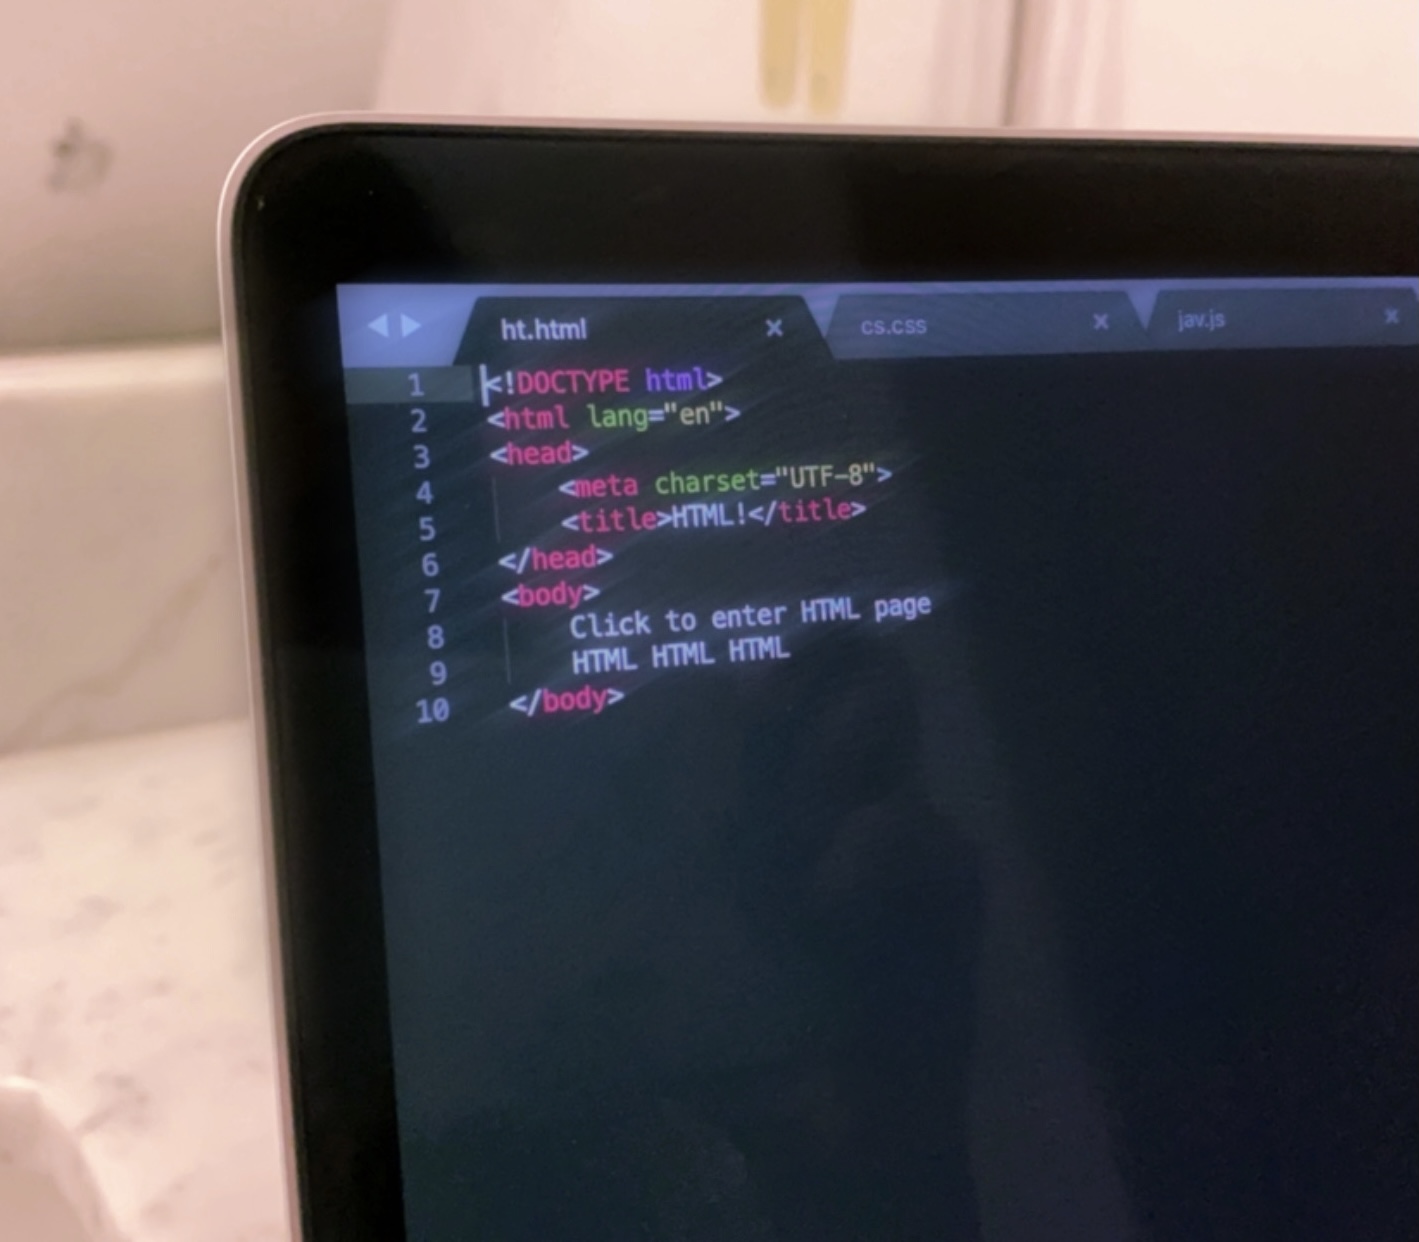 ht.html × cs.css × jav.js ×
1 <!DOCTYPE html>
2 <html lang="en">
3 <head>
4 <meta charset="UTF-8">
5 <title>HTML!</title>
6 </head>
7 <body>
8 Click to enter HTML page
9 HTML HTML HTML
10 </body>